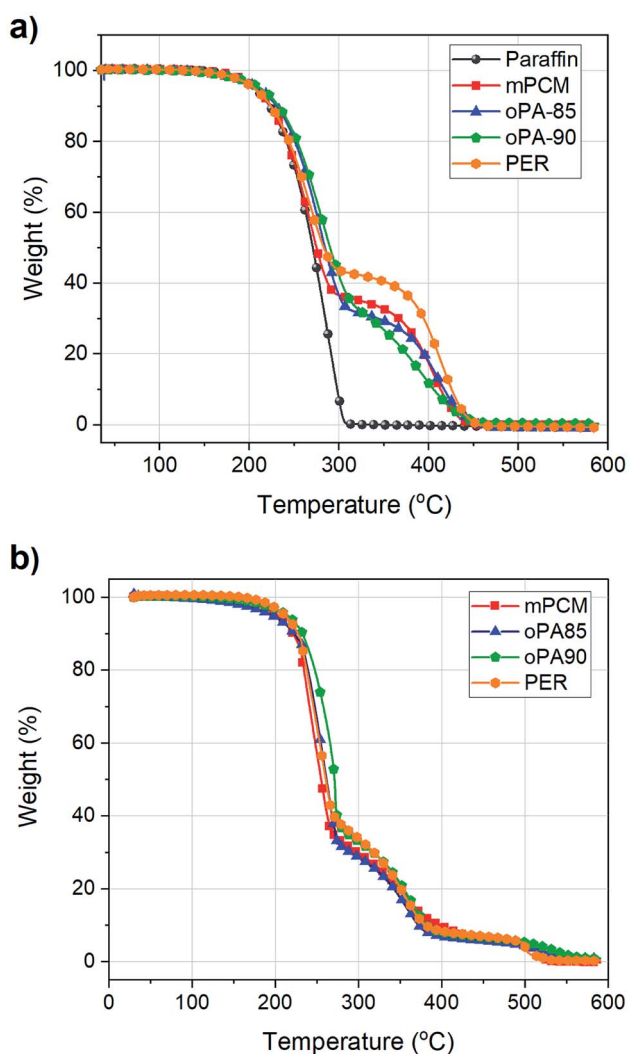 a)
100
80
60
40
20
0
Weight (%)
Paraffin
mPCM
oPA-85
oPA-90
PER
100 200 300 400 500 600
Temperature (°C)
b)
100
80
60
40
20
0
Weight (%)
mPCM
oPA85
oPA90
PER
0 100 200 300 400 500 600
Temperature (°C)